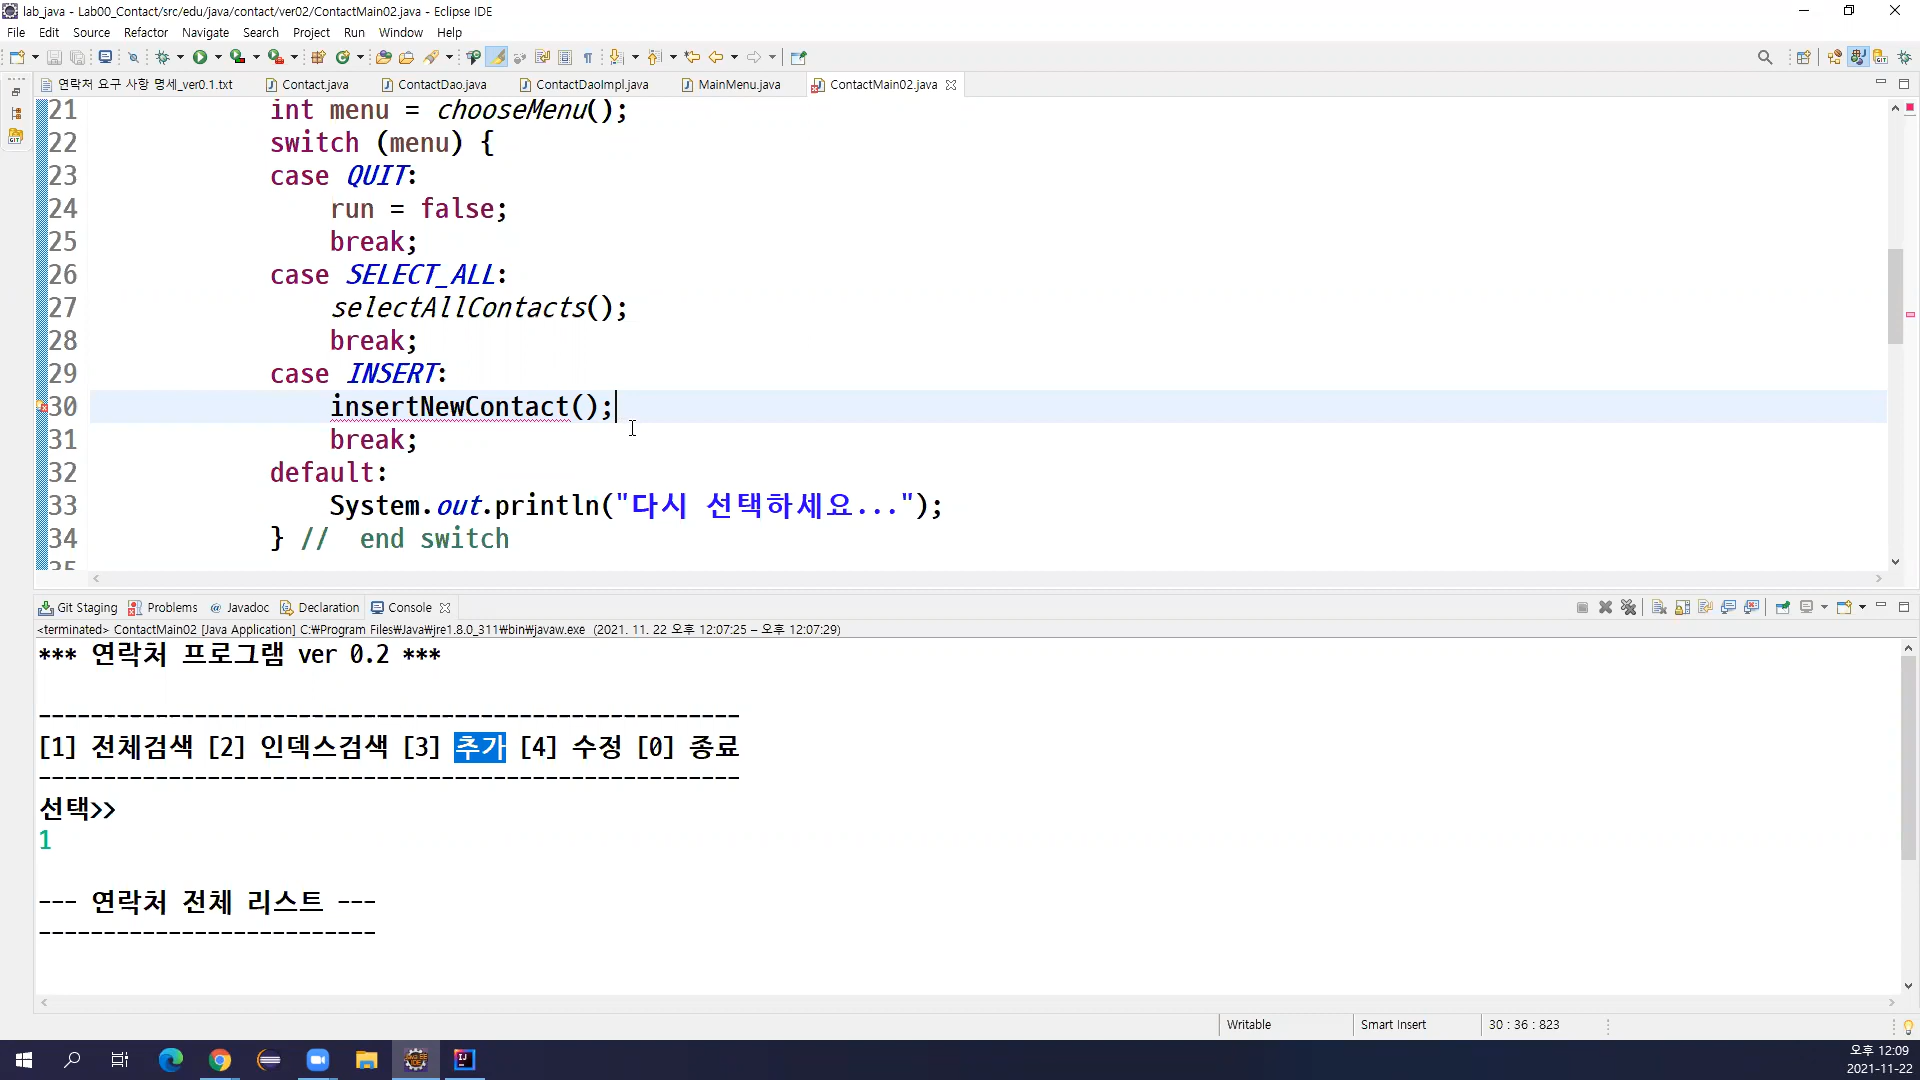 lab_java - Lab00_Contact/src/edu/java/contact/ver02/ContactMain02.java - Eclipse IDE
File Edit Source Refactor Navigate Search Project Run Window Help
연락처 요구 사항 명세_ver0.1.txt Contact.java ContactDao.java ContactDaoImpl.java MainMenu.java ContactMain02.java
21 int menu = chooseMenu();
22 switch (menu) {
23 case QUIT:
24 run = false;
25 break;
26 case SELECT_ALL:
27 selectAllContacts();
28 break;
29 case INSERT:
30 insertNewContact();
31 break;
32 default:
33 System.out.println("다시 선택하세요...");
34 } //  end switch
35
Git Staging Problems @ Javadoc Declaration Console
<terminated> ContactMain02 [Java Application] C:₩Program Files₩Java₩jre1.8.0_311₩bin₩javaw.exe (2021. 11. 22 오후 12:07:25 – 오후 12:07:29)
*** 연락처 프로그램 ver 0.2 ***
------------------------------------------------------
[1] 전체검색 [2] 인덱스검색 [3] 추가 [4] 수정 [0] 종료
------------------------------------------------------
선택>>
1
--- 연락처 전체 리스트 ---
--------------------------
Writable Smart Insert 30 : 36 : 823
오후 12:09
2021-11-22